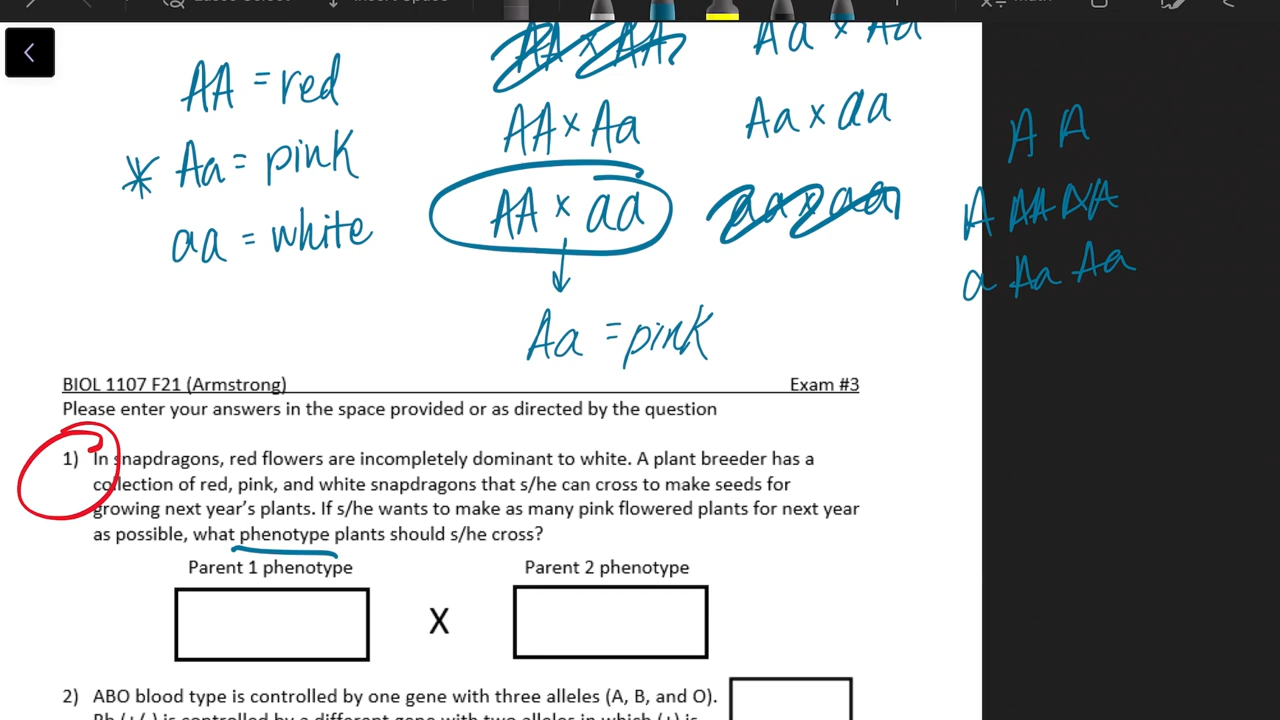 AA = red
* Aa = pink
aa = white
AA x AA
AA x Aa
AA x aa
Aa = pink
Aa x Aa
Aa x aa
aa x aa
A A
A AA AA
a Aa Aa
BIOL 1107 F21 (Armstrong) Exam #3
Please enter your answers in the space provided or as directed by the question
1) In snapdragons, red flowers are incompletely dominant to white. A plant breeder has a
collection of red, pink, and white snapdragons that s/he can cross to make seeds for
growing next year's plants. If s/he wants to make as many pink flowered plants for next year
as possible, what phenotype plants should s/he cross?
Parent 1 phenotype Parent 2 phenotype
X
2) ABO blood type is controlled by one gene with three alleles (A, B, and O).